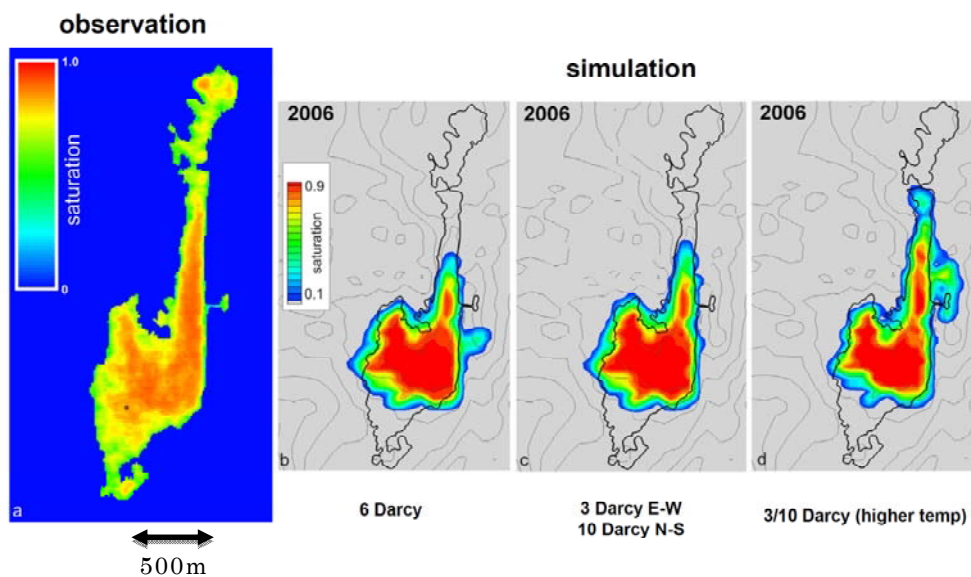 observation
simulation
1.0
saturation
0
a
2006
0.9
saturation
0.1
b
2006
c
2006
d
6 Darcy
3 Darcy E-W
10 Darcy N-S
3/10 Darcy (higher temp)
500m